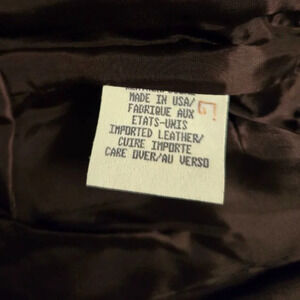 MADE IN USA/
FABRIQUE AUX
ETATS-UNIS
IMPORTED LEATHER/
CUIRE IMPORTE
CARE OVER/AU VERSO